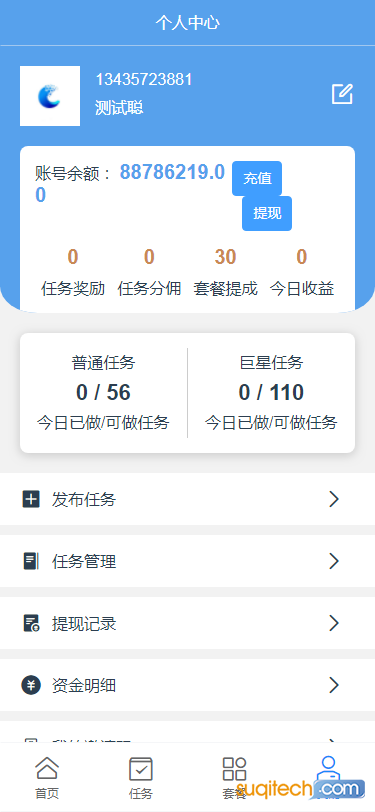 个人中心
13435723881
测试聪
账号余额： 88786219.0
0
充值
提现
0 0 30 0
任务奖励 任务分佣 套餐提成 今日收益
普通任务 巨星任务
0 / 56 0 / 110
今日已做/可做任务 今日已做/可做任务
发布任务
任务管理
提现记录
资金明细
首页 任务 套餐
suqitech.com